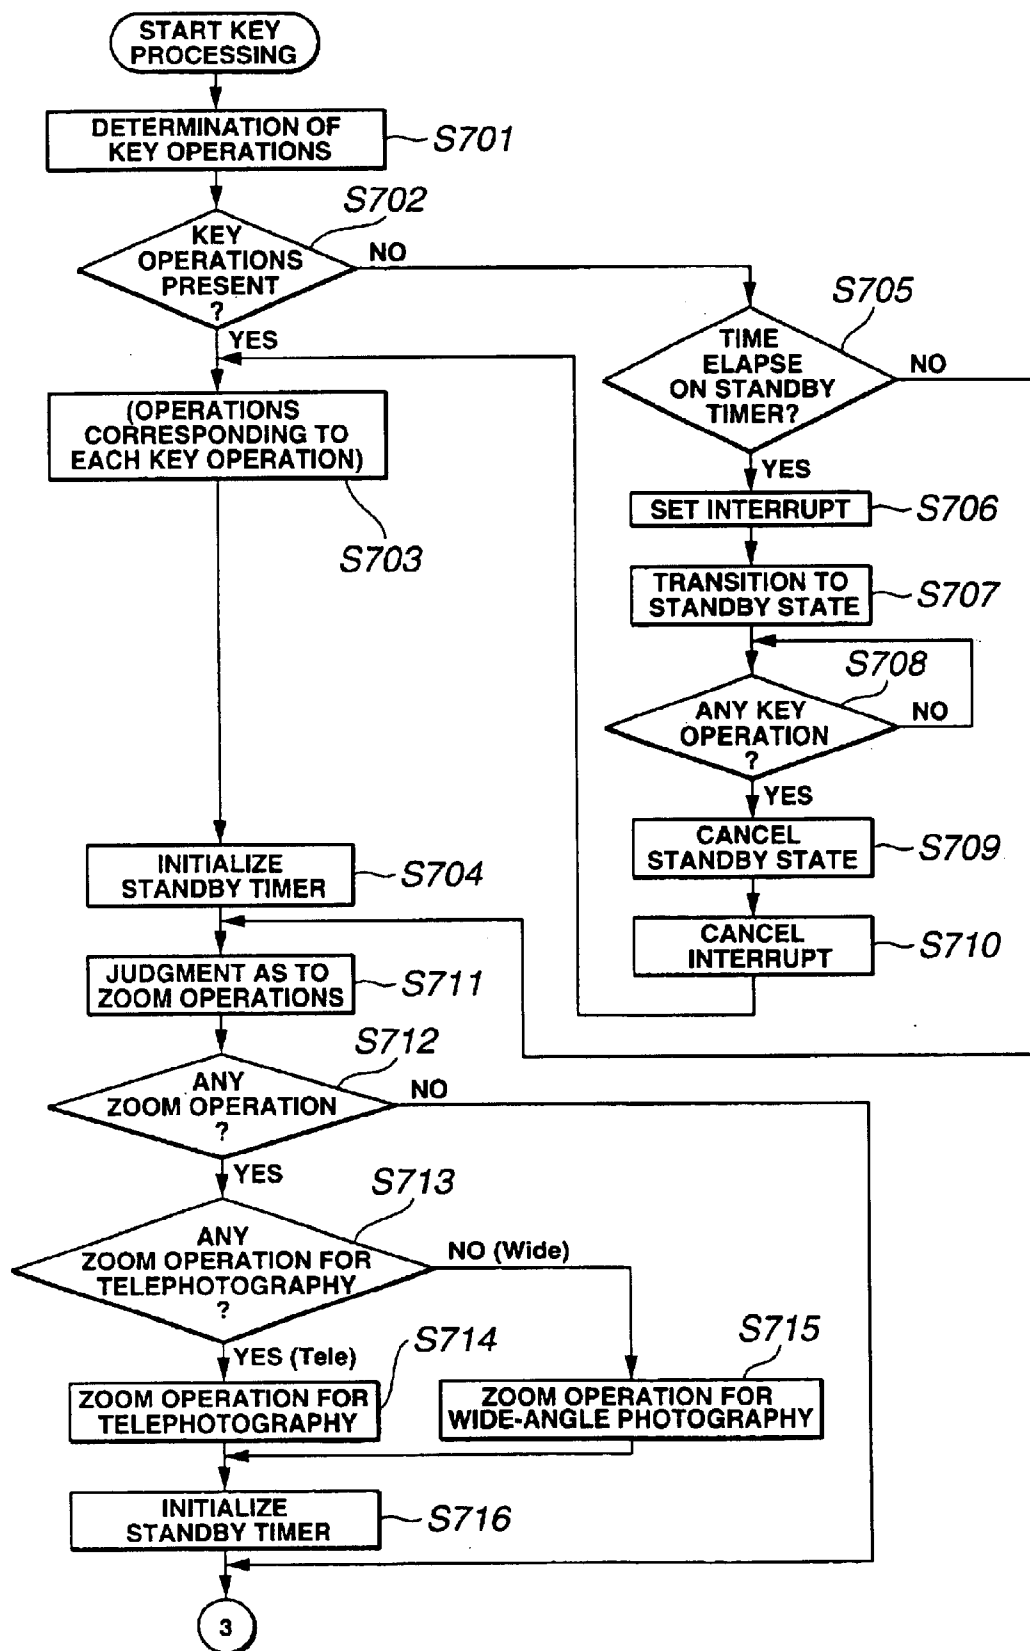 START KEY
PROCESSING
DETERMINATION OF
KEY OPERATIONS
S701
S702
KEY
OPERATIONS
PRESENT
?
NO
YES
S705
TIME
ELAPSE
ON STANDBY
TIMER?
NO
YES
(OPERATIONS
CORRESPONDING TO
EACH KEY OPERATION)
S703
SET INTERRUPT
S706
TRANSITION TO
STANDBY STATE
S707
S708
ANY KEY
OPERATION
?
NO
YES
CANCEL
STANDBY STATE
S709
CANCEL
INTERRUPT
S710
INITIALIZE
STANDBY TIMER
S704
JUDGMENT AS TO
ZOOM OPERATIONS
S711
S712
ANY
ZOOM OPERATION
?
NO
YES
S713
ANY
ZOOM OPERATION FOR
TELEPHOTOGRAPHY
?
NO (Wide)
YES (Tele)
S714
ZOOM OPERATION FOR
TELEPHOTOGRAPHY
S715
ZOOM OPERATION FOR
WIDE-ANGLE PHOTOGRAPHY
INITIALIZE
STANDBY TIMER
S716
3